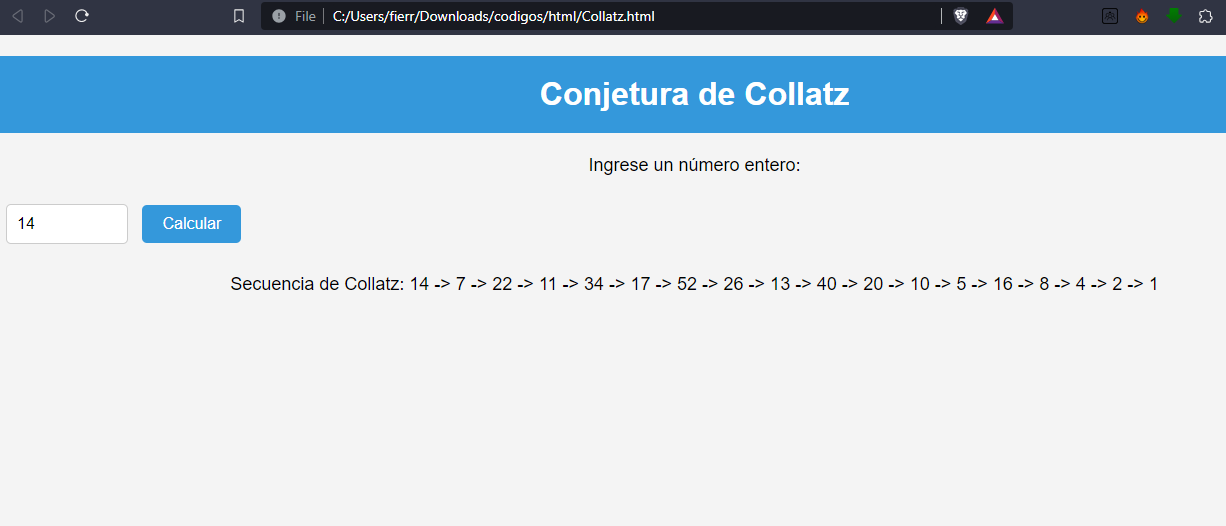 File C:/Users/fierr/Downloads/codigos/html/Collatz.html
Conjetura de Collatz
Ingrese un número entero:
14 Calcular
Secuencia de Collatz: 14 -> 7 -> 22 -> 11 -> 34 -> 17 -> 52 -> 26 -> 13 -> 40 -> 20 -> 10 -> 5 -> 16 -> 8 -> 4 -> 2 -> 1